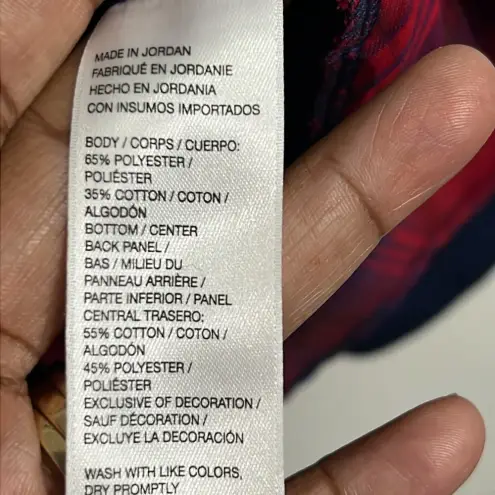 MADE IN JORDAN
FABRIQUÉ EN JORDANIE
HECHO EN JORDANIA
CON INSUMOS IMPORTADOS
BODY / CORPS / CUERPO:
65% POLYESTER /
POLIÉSTER
35% COTTON / COTON /
ALGODÓN
BOTTOM / CENTER
BACK PANEL /
BAS / MILIEU DU
PANNEAU ARRIÈRE /
PARTE INFERIOR / PANEL
CENTRAL TRASERO:
55% COTTON / COTON /
ALGODÓN
45% POLYESTER /
POLIÉSTER
EXCLUSIVE OF DECORATION /
SAUF DÉCORATION /
EXCLUYE LA DECORACIÓN
WASH WITH LIKE COLORS,
DRY PROMPTLY